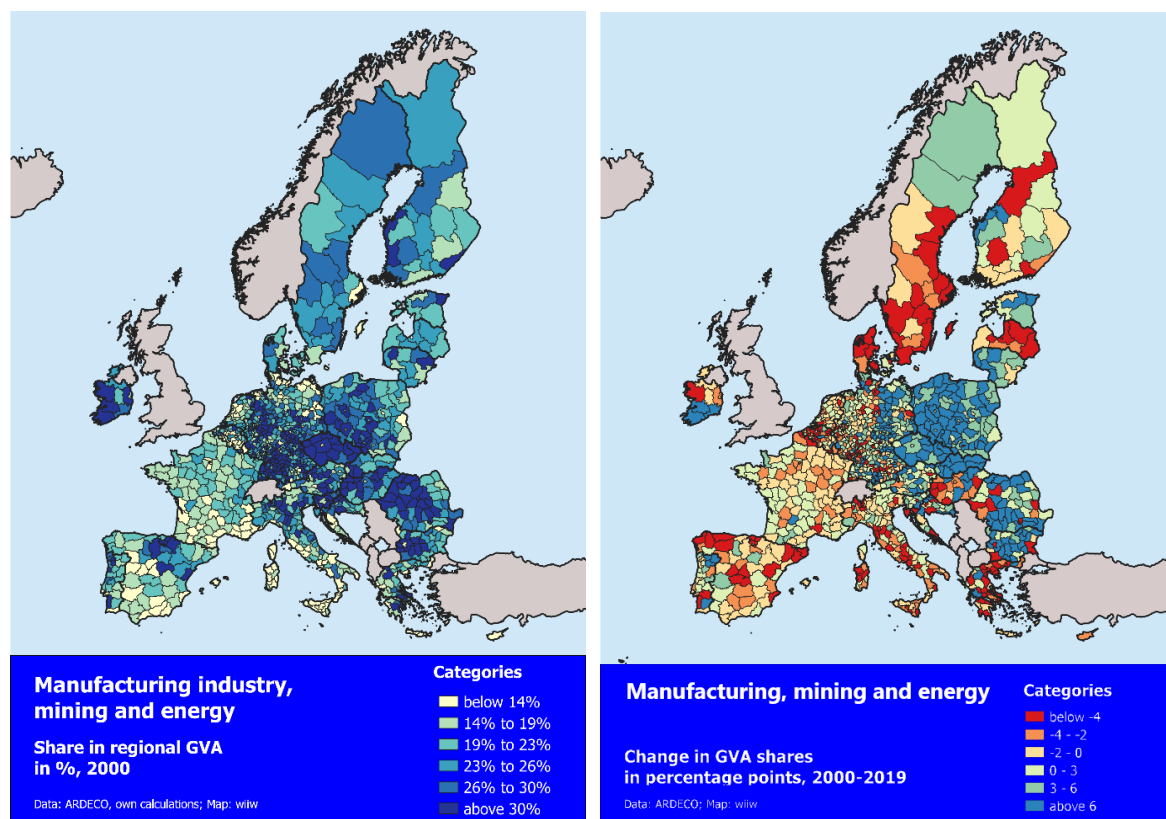 Manufacturing industry,
mining and energy
Share in regional GVA
in %, 2000
Data: ARDECO, own calculations; Map: wiiw
Categories
below 14%
14% to 19%
19% to 23%
23% to 26%
26% to 30%
above 30%
Manufacturing, mining and energy
Change in GVA shares
in percentage points, 2000-2019
Data: ARDECO; Map: wiiw
Categories
below -4
-4 - -2
-2 - 0
0 - 3
3 - 6
above 6